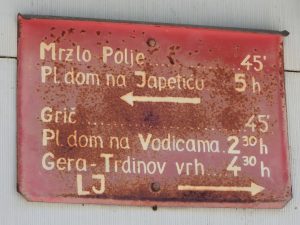 Mrzlo Polje ........ 45'
Pl. dom na Japetiću 5 h
Grič ........ 45'
Pl. dom na Vodicama. 2 30 h
Gera-Trdinov vrh ... 4 30 h
LJ